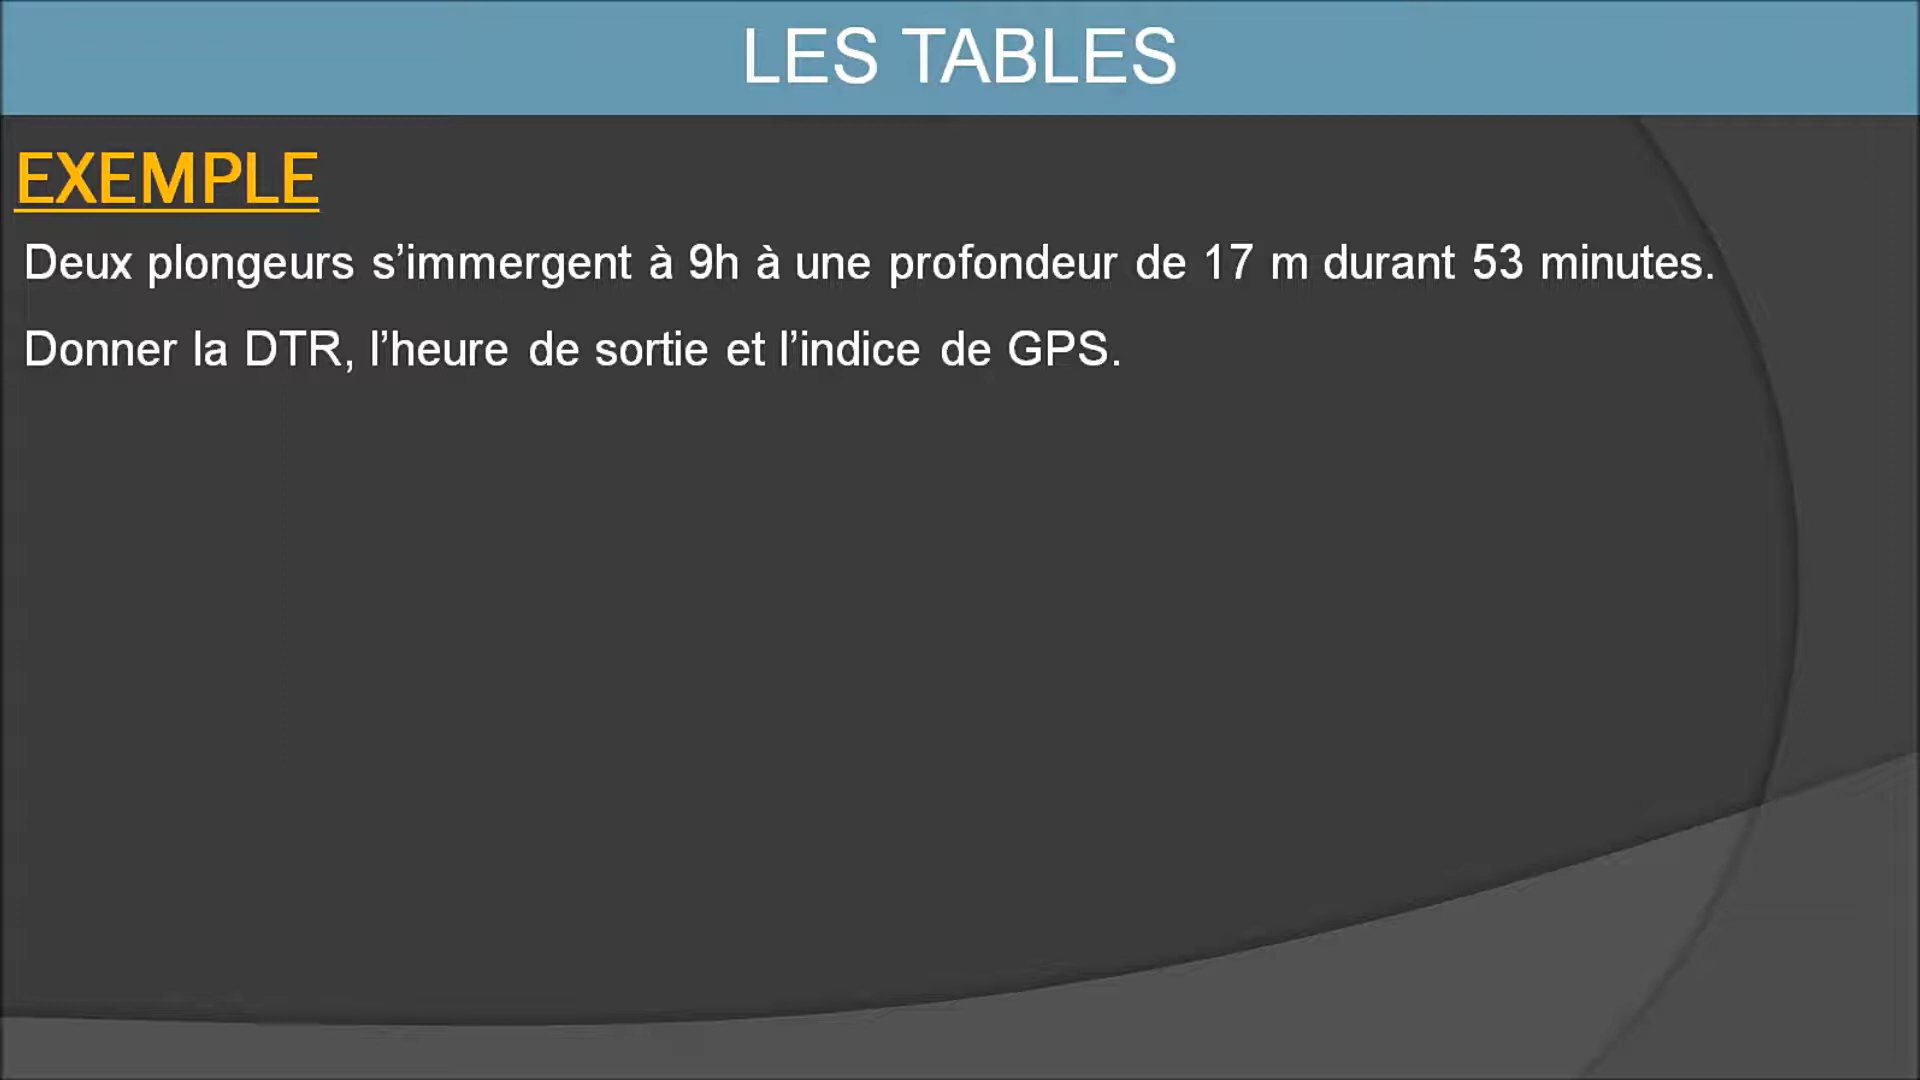 LES TABLES
EXEMPLE
Deux plongeurs s’immergent à 9h à une profondeur de 17 m durant 53 minutes.
Donner la DTR, l’heure de sortie et l’indice de GPS.